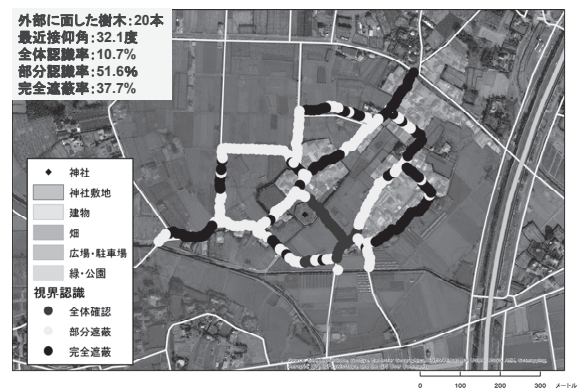 外部に面した樹木:20本
最近接仰角:32.1度
全体認識率:10.7%
部分認識率:51.6%
完全遮蔽率:37.7%
神社
神社敷地
建物
畑
広場・駐車場
緑・公園
視界認識
全体確認
部分遮蔽
完全遮蔽
0 100 200 300 メートル